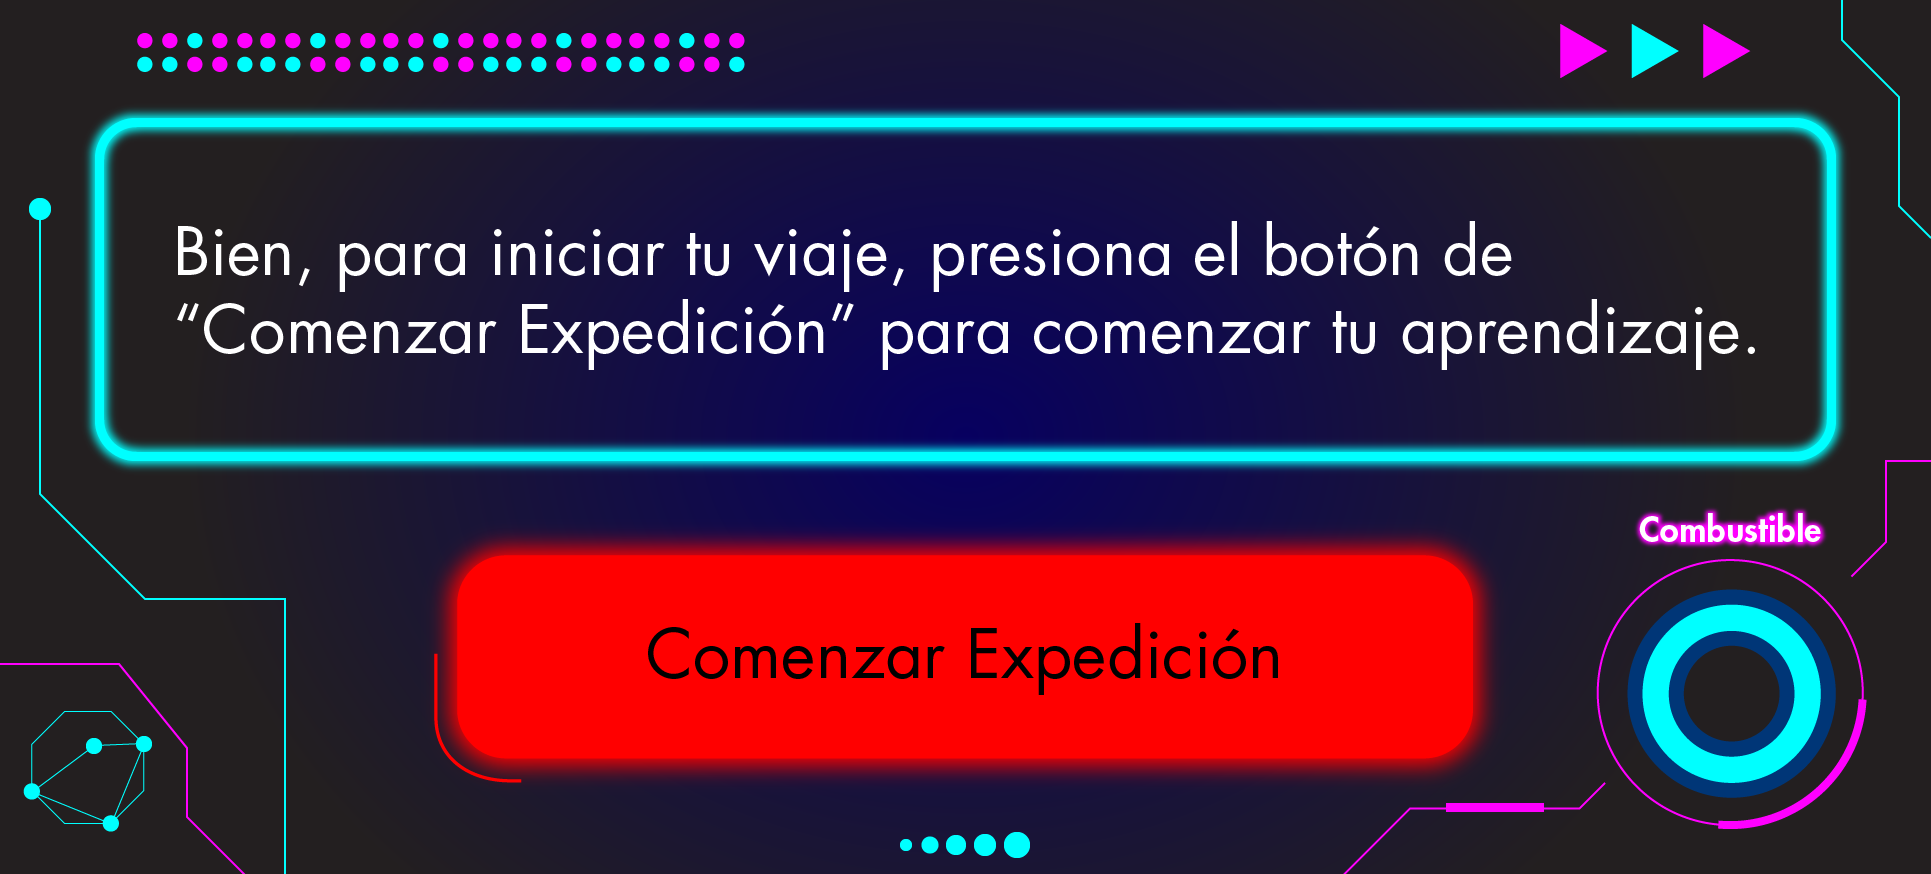 Bien, para iniciar tu viaje, presiona el botón de
“Comenzar Expedición” para comenzar tu aprendizaje.
Combustible
Comenzar Expedición